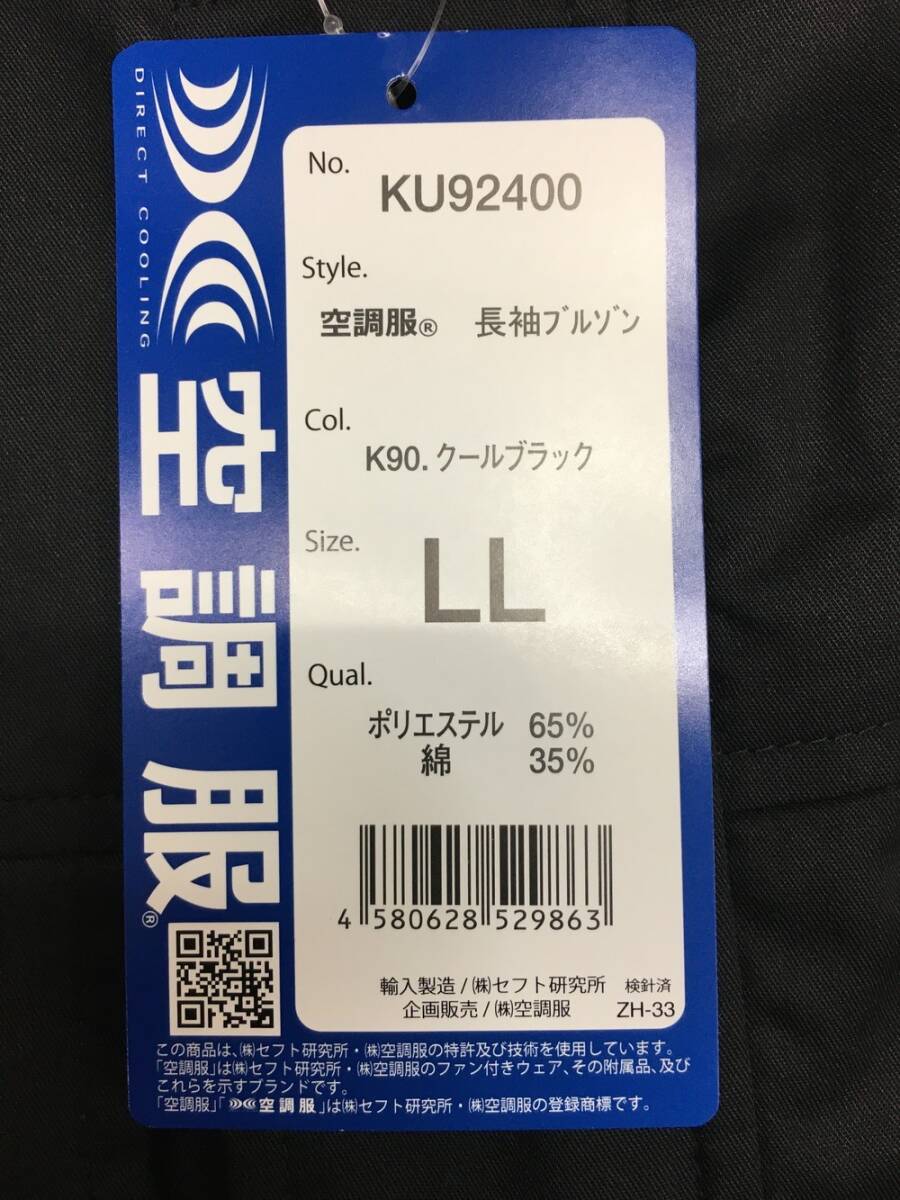 DIRECT COOLING
空調服®
No.
KU92400
Style.
空調服® 長袖ﾌﾞﾙｿﾞﾝ
Col.
K90.クールブラック
Size.
LL
Qual.
ポリエステル 65%
綿 35%
4 580628 529863
輸入製造/㈱セフト研究所 検針済
企画販売/㈱空調服 ZH-33
この商品は、㈱セフト研究所・㈱空調服の特許及び技術を使用しています。
「空調服」は㈱セフト研究所・㈱空調服のファン付きウェア、その附属品、及び
これらを示すブランドです。
「空調服」「空調服」は㈱セフト研究所・㈱空調服の登録商標です。